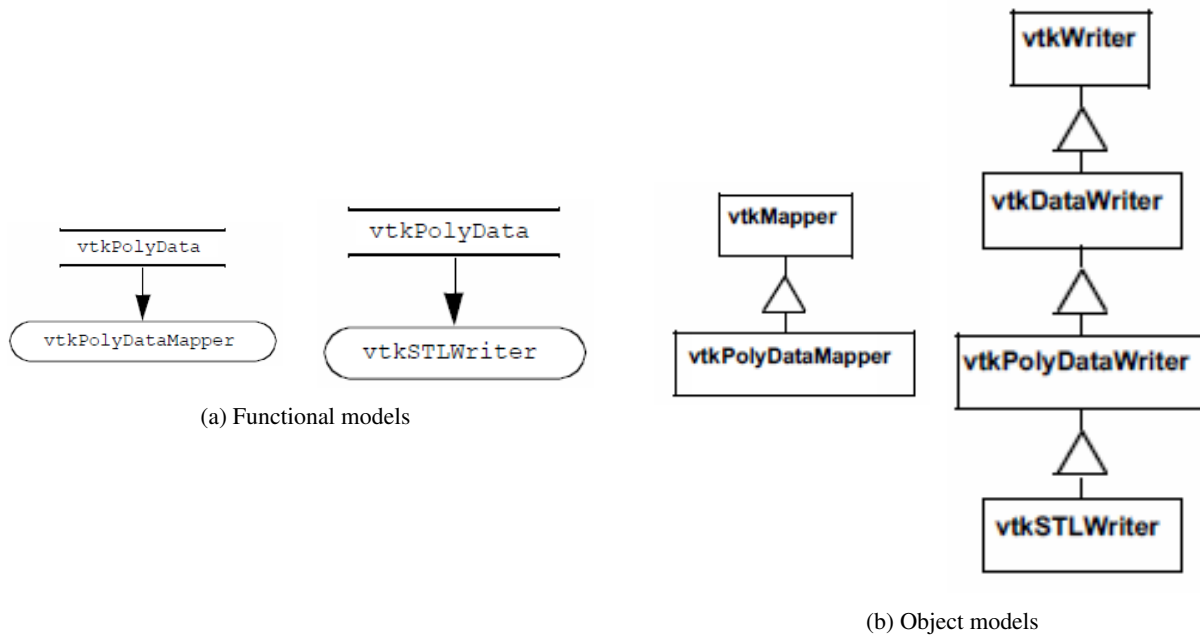 vtkPolyData
vtkPolyDataMapper
vtkPolyData
vtkSTLWriter
(a) Functional models
vtkMapper
vtkPolyDataMapper
vtkWriter
vtkDataWriter
vtkPolyDataWriter
vtkSTLWriter
(b) Object models